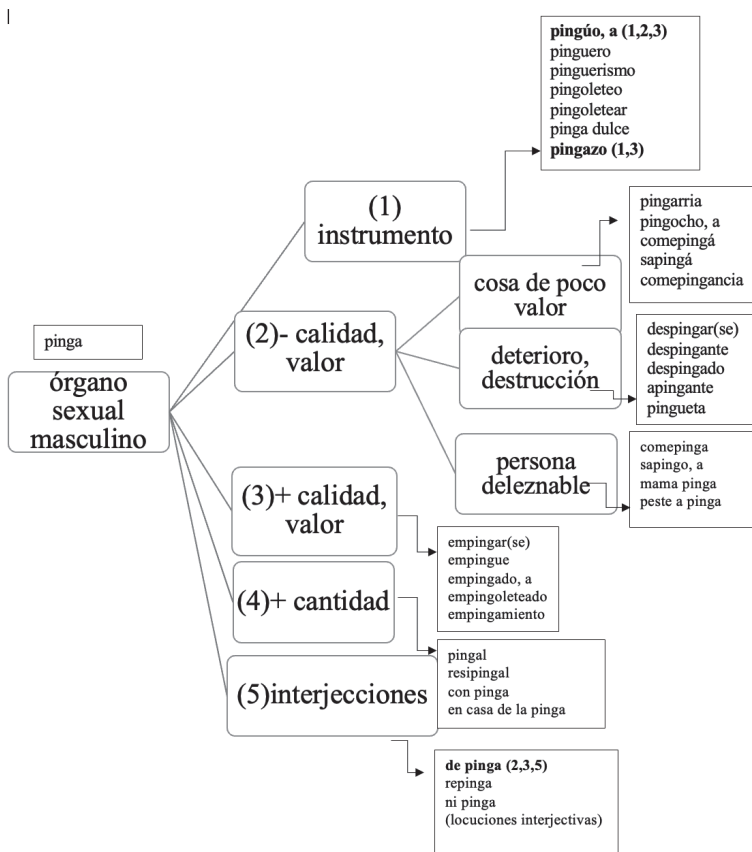 pingúo, a (1,2,3)
pinguero
pinguerismo
pingoleteo
pingoletear
pinga dulce
pingazo (1,3)
(1)
instrumento
pingarria
pingocho, a
comepingá
sapingá
comepingancia
cosa de poco
valor
pinga
órgano
sexual
masculino
(2)- calidad,
valor
deterioro,
destrucción
despingar(se)
despingante
despingado
apingante
pingueta
persona
deleznable
comepinga
sapingo, a
mama pinga
peste a pinga
(3)+ calidad,
valor
empingar(se)
empingue
empingado, a
empingoleteado
empingamiento
(4)+ cantidad
pingal
resipingal
con pinga
en casa de la pinga
(5)interjecciones
de pinga (2,3,5)
repinga
ni pinga
(locuciones interjectivas)